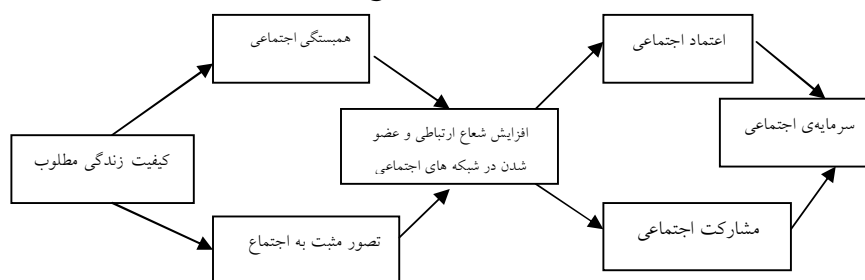 همبستگی اجتماعی
اعتماد اجتماعی
افزایش شعاع ارتباطی و عضو
شدن در شبکه های اجتماعی
سرمایه‌ی اجتماعی
کیفیت زندگی مطلوب
تصور مثبت به اجتماع
مشارکت اجتماعی